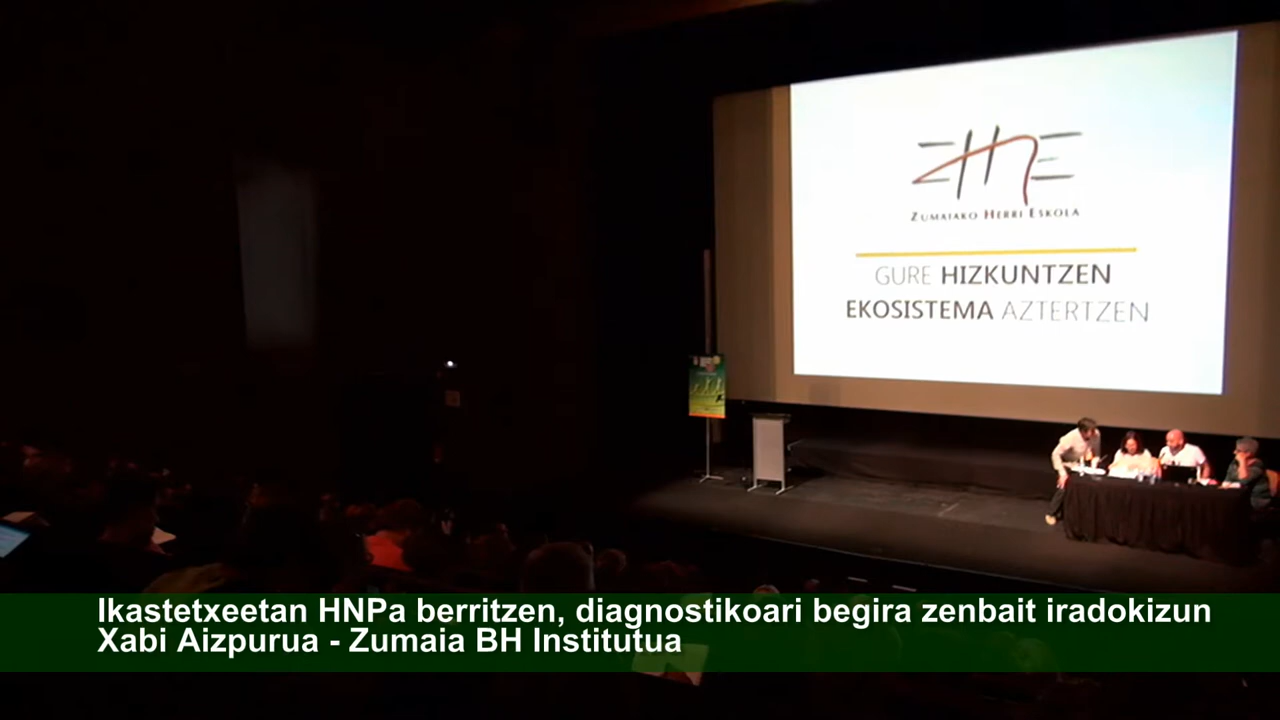 ZHE
ZUMAIAKO HERRI ESKOLA
GURE HIZKUNTZEN
EKOSISTEMA AZTERTZEN
Ikastetxeetan HNPa berritzen, diagnostikoari begira zenbait iradokizun
Xabi Aizpurua - Zumaia BH Institutua